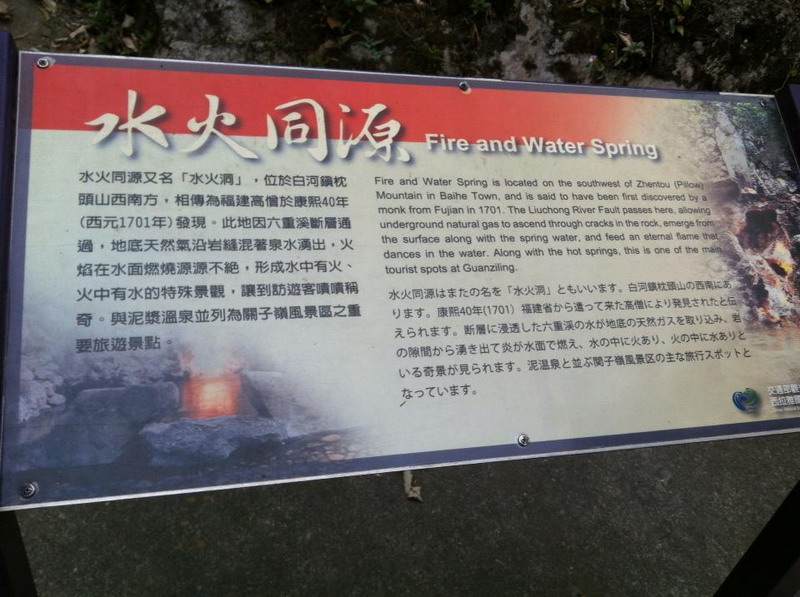 水火同源
Fire and Water Spring
水火同源又名「水火洞」，位於白河鎮枕
頭山西南方，相傳為福建高僧於康熙40年
(西元1701年)發現。此地因六重溪斷層通
過，地底天然氣沿岩縫混著泉水湧出，火
焰在水面燃燒源源不絕，形成水中有火、
火中有水的特殊景觀，讓到訪遊客嘖嘖稱
奇。與泥漿溫泉並列為關子嶺風景區之重
要旅遊景點。
Fire and Water Spring is located on the southwest of Zhentou (Pillow)
Mountain in Baihe Town, and is said to have been first discovered by a
monk from Fujian in 1701. The Liuchong River Fault passes here, allowing
underground natural gas to ascend through cracks in the rock, emerge from
the surface along with the spring water, and feed an eternal flame that
dances in the water. Along with the hot springs, this is one of the main
tourist spots at Guanziling.
水火同源はまたの名を「水火洞」ともいいます。白河鎮枕頭山の西南にあ
ります。康熙40年(1701）福建省から遣って来た高僧により発見されたと伝
えられます。断層に浸透した六重渓の水が地底の天然ガスを取り込み、岩
の隙間から湧き出て炎が水面で燃え、水の中に火あり、火の中に水ありと
いる奇景が見られます。泥温泉と並ぶ関子嶺風景区の主な旅行スポットと
なっています。
交通部觀
西拉雅